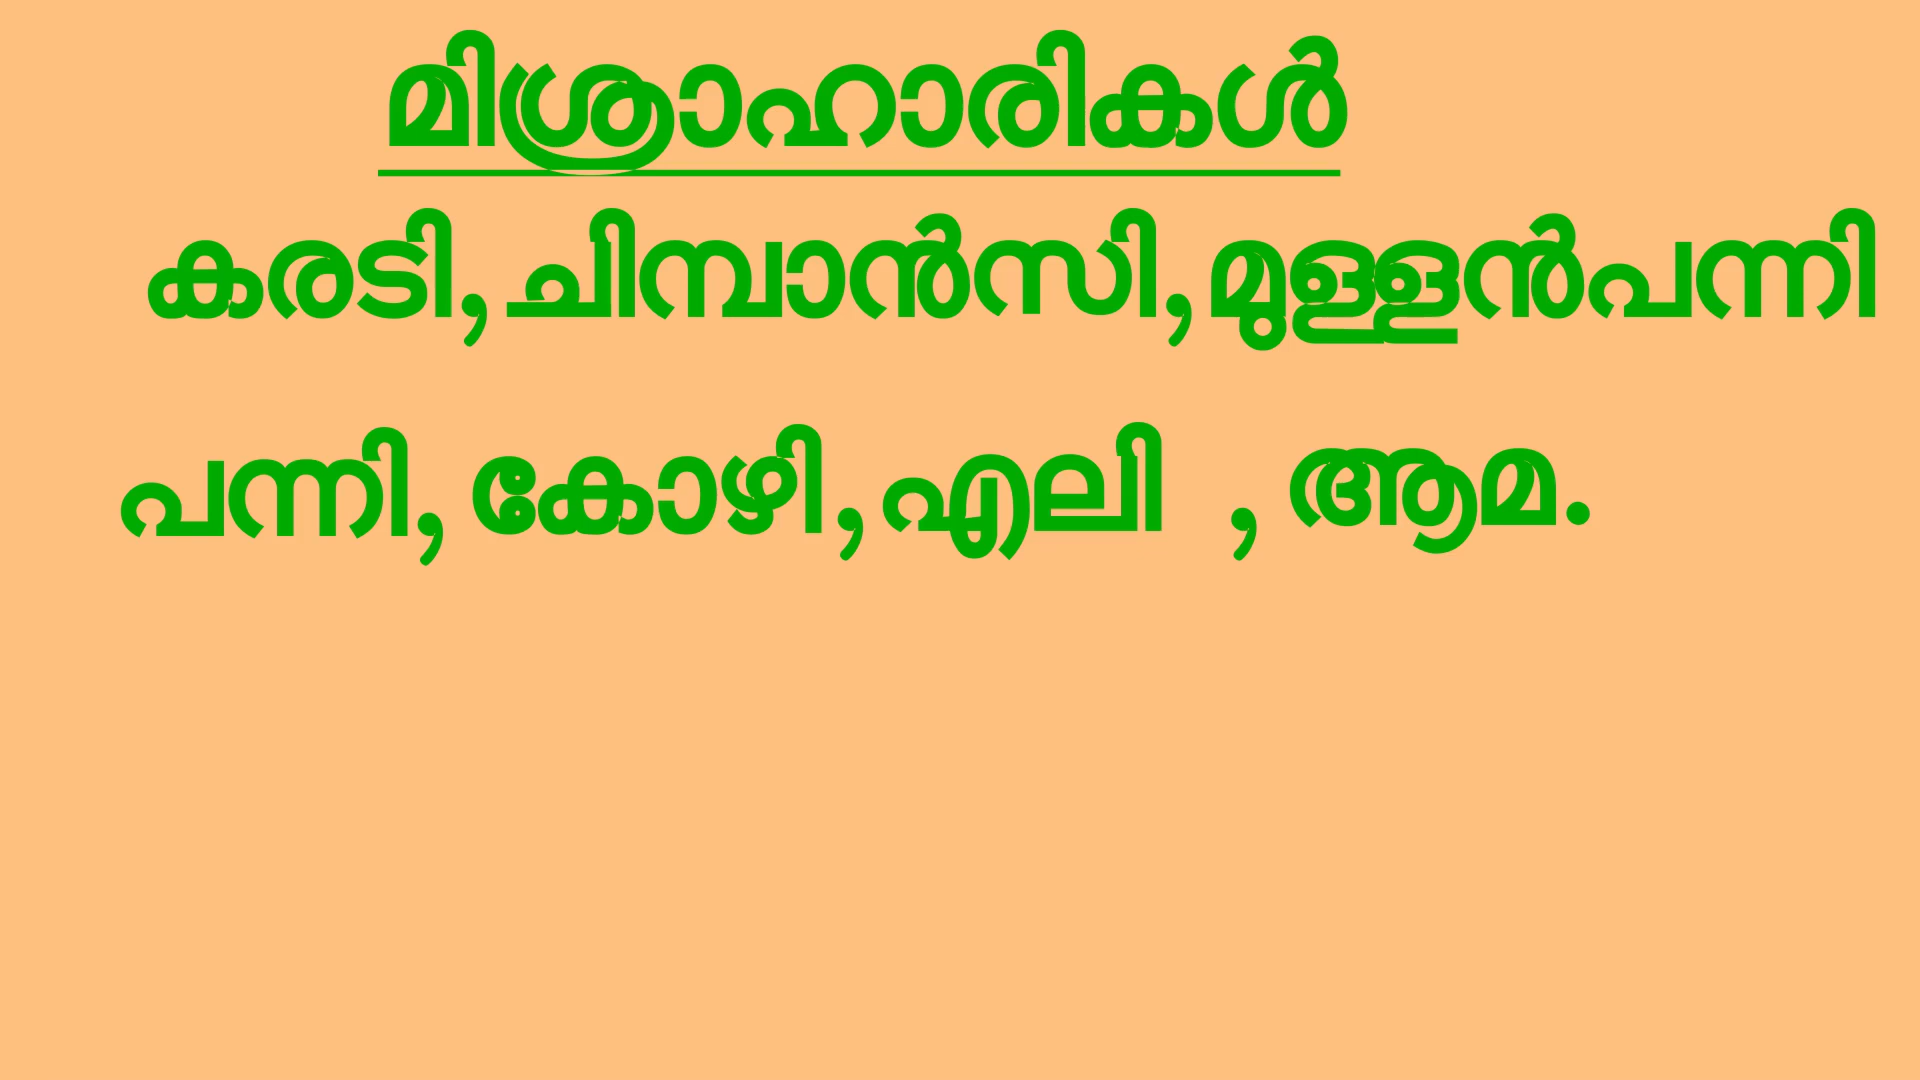 മിശ്രാഹാരികൾ
കരടി,ചിമ്പാൻസി,മുള്ളൻപന്നി
പന്നി, കോഴി,എലി , ആമ.